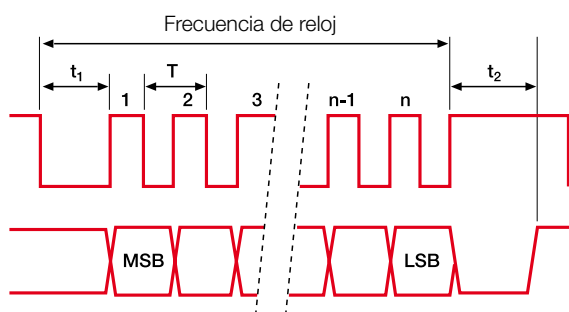 Frecuencia de reloj
t₁ T t₂
1 2 3 n-1 n
MSB LSB